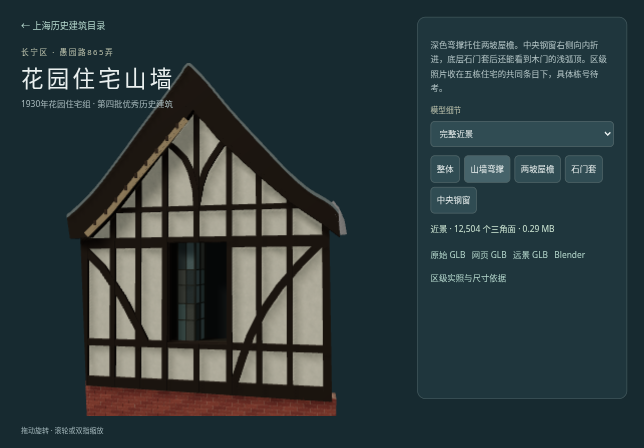 ← 上海历史建筑目录
长宁区 · 愚园路865弄
花园住宅山墙
1930年花园住宅组 · 第四批优秀历史建筑
深色弯撑托住两坡屋檐。中央钢窗右侧向内折
进，底层石门套后还能看到木门的浅弧顶。区级
照片收在五栋住宅的共同条目下，具体栋号待
考。
模型细节
完整近景
整体
山墙弯撑
两坡屋檐
石门套
中央钢窗
近景 · 12,504 个三角面 · 0.29 MB
原始 GLB 网页 GLB 远景 GLB Blender
区级实照与尺寸依据
拖动旋转 · 滚轮或双指缩放